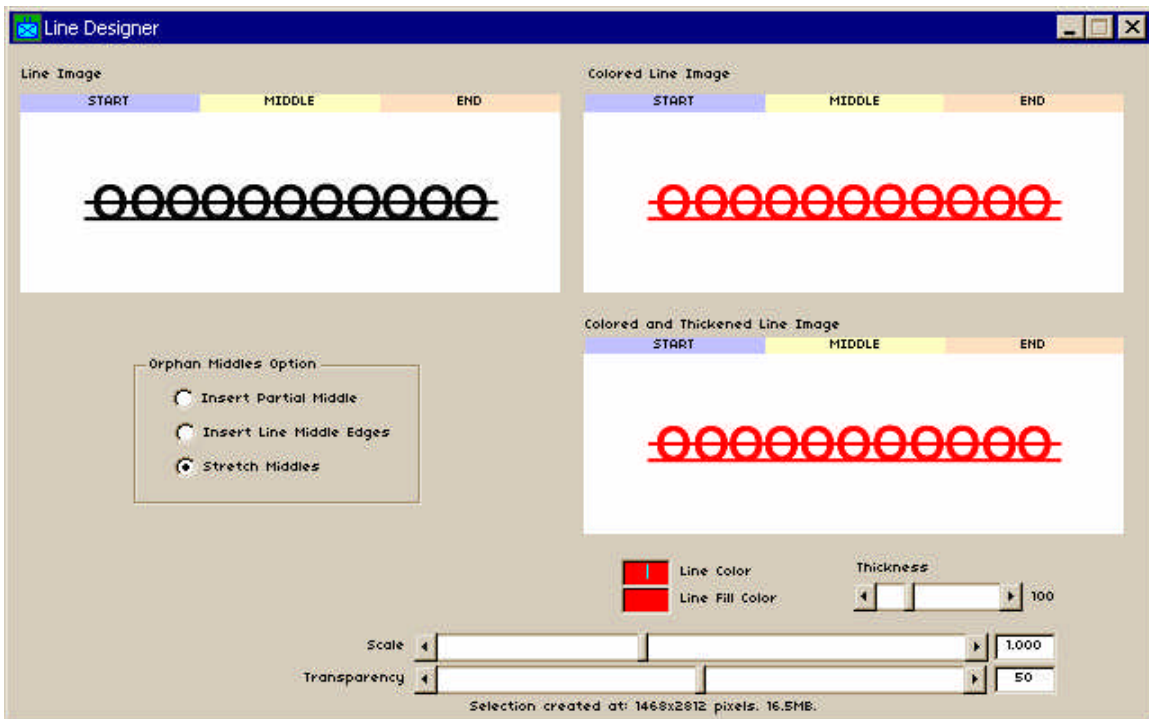 Line Designer
Line Image
START MIDDLE END
Colored Line Image
START MIDDLE END
Colored and Thickened Line Image
START MIDDLE END
Orphan Middles Option
Insert Partial Middle
Insert Line Middle Edges
Stretch Middles
Line Color
Line Fill Color
Thickness
100
Scale 1.000
Transparency 50
Selection created at: 1468x2812 pixels. 16.5MB.